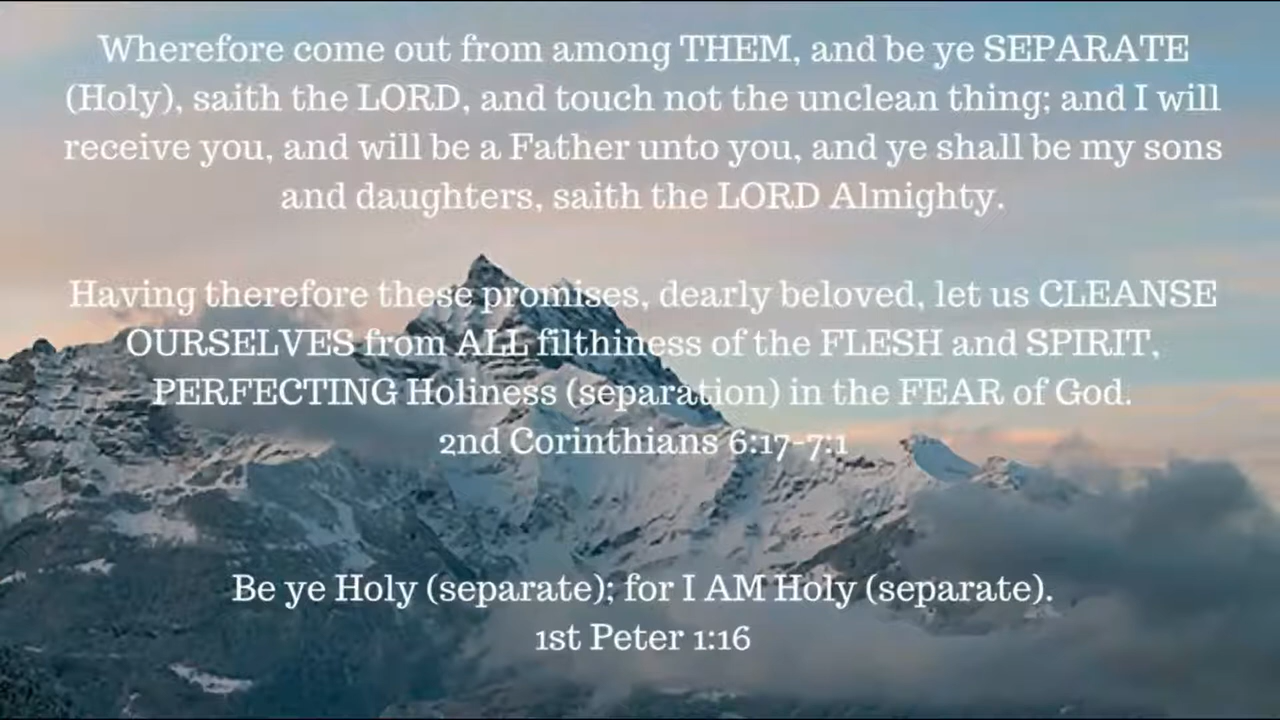 Wherefore come out from among THEM, and be ye SEPARATE
(Holy), saith the LORD, and touch not the unclean thing; and I will
receive you, and will be a Father unto you, and ye shall be my sons
and daughters, saith the LORD Almighty.
Having therefore these promises, dearly beloved, let us CLEANSE
OURSELVES from ALL filthiness of the FLESH and SPIRIT,
PERFECTING Holiness (separation) in the FEAR of God.
2nd Corinthians 6:17-7:1
Be ye Holy (separate); for I AM Holy (separate).
1st Peter 1:16